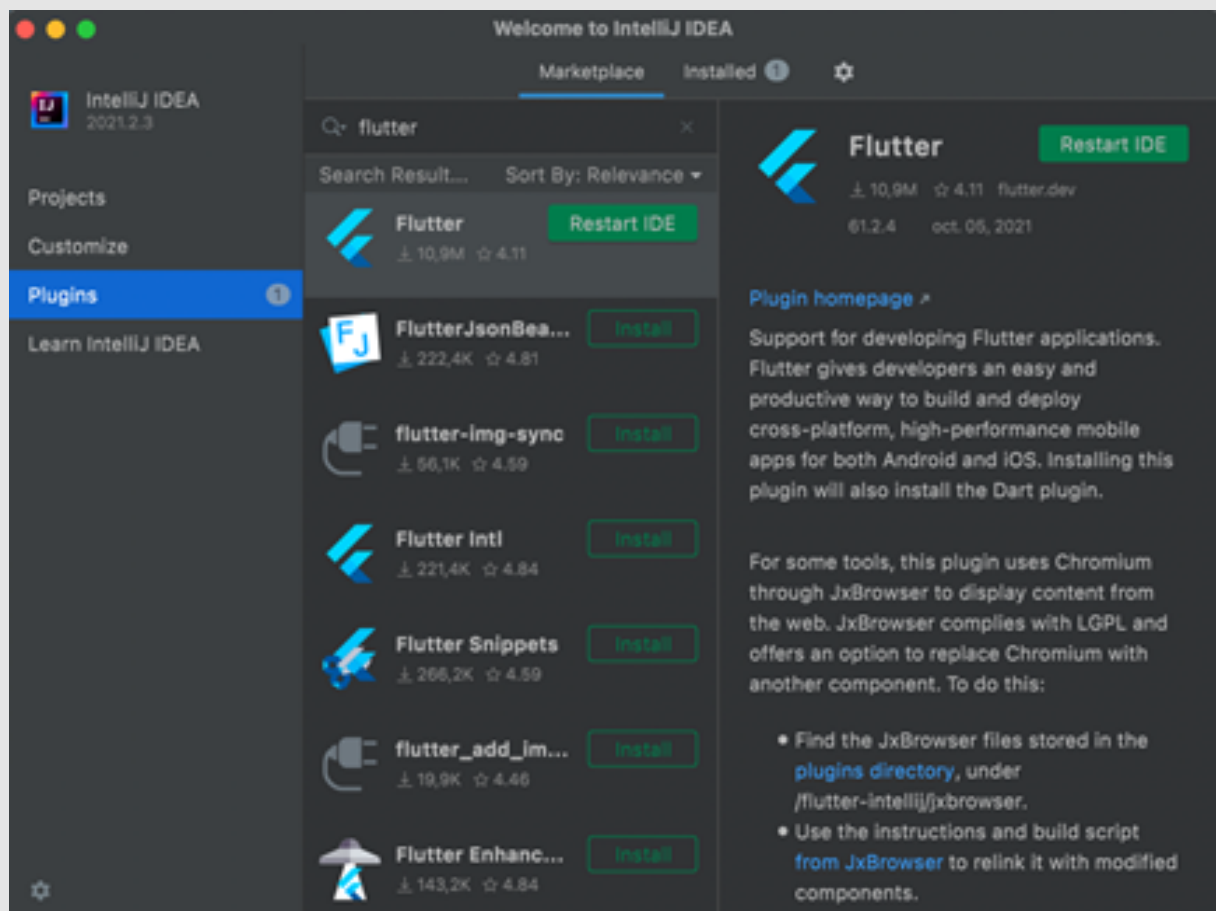 Welcome to IntelliJ IDEA
IntelliJ IDEA
2021.2.3
Projects
Customize
Plugins 1
Learn IntelliJ IDEA
Marketplace Installed 1
flutter
Search Result... Sort By: Relevance
Flutter Restart IDE
10,9M 4.11
FlutterJsonBea... Install
222,4K 4.81
flutter-img-sync Install
56,1K 4.59
Flutter Intl Install
221,4K 4.84
Flutter Snippets Install
266,2K 4.59
flutter_add_im... Install
19,9K 4.46
Flutter Enhanc... Install
143,2K 4.84
Flutter Restart IDE
10,9M 4.11 flutter.dev
61.2.4 oct. 05, 2021
Plugin homepage ↗
Support for developing Flutter applications.
Flutter gives developers an easy and
productive way to build and deploy
cross-platform, high-performance mobile
apps for both Android and iOS. Installing this
plugin will also install the Dart plugin.
For some tools, this plugin uses Chromium
through JxBrowser to display content from
the web. JxBrowser complies with LGPL and
offers an option to replace Chromium with
another component. To do this:
• Find the JxBrowser files stored in the
plugins directory, under
/flutter-intellij/jxbrowser.
• Use the instructions and build script
from JxBrowser to relink it with modified
components.